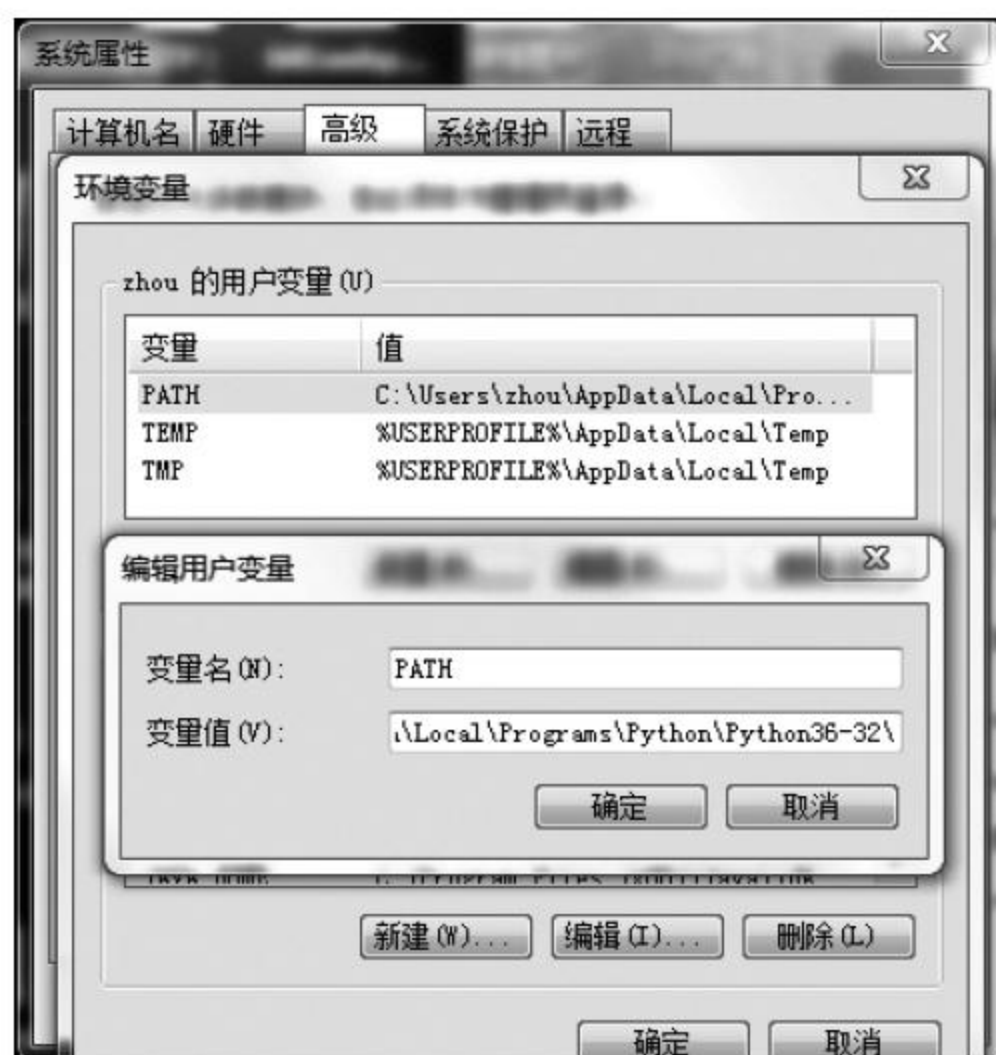 系统属性
计算机名 硬件 高级 系统保护 远程
环境变量
zhou 的用户变量(U)
变量 值
PATH C:\Users\zhou\AppData\Local\Pro...
TEMP %USERPROFILE%\AppData\Local\Temp
TMP %USERPROFILE%\AppData\Local\Temp
编辑用户变量
变量名(N): PATH
变量值(V): \Local\Programs\Python\Python36-32\
确定 取消
新建(W)... 编辑(I)... 删除(L)
确定 取消